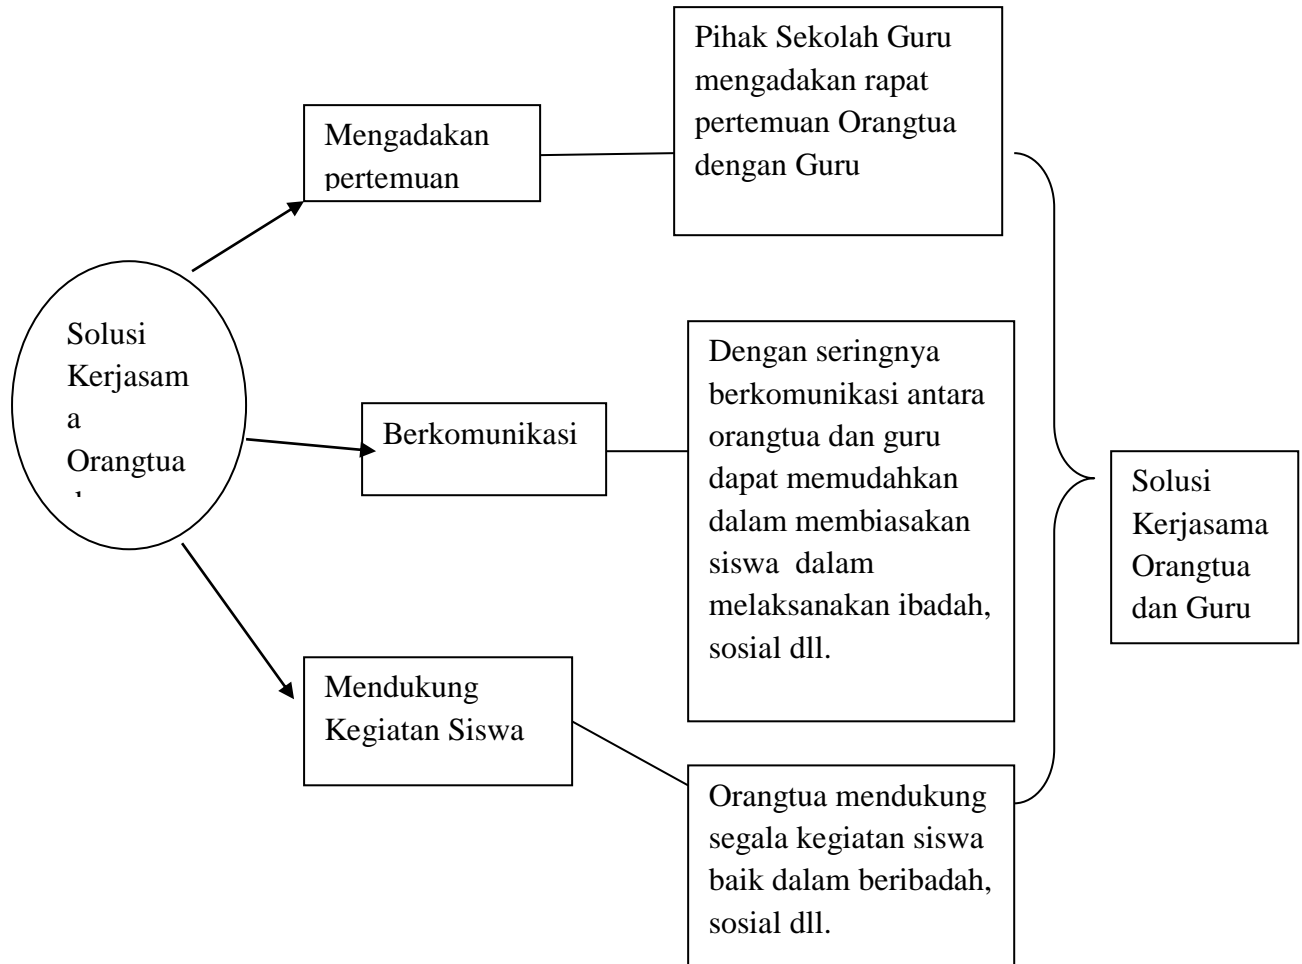 Pihak Sekolah Guru
mengadakan rapat
pertemuan Orangtua
dengan Guru
Mengadakan
pertemuan
Solusi
Kerjasam
a
Orangtua
Berkomunikasi
Dengan seringnya
berkomunikasi antara
orangtua dan guru
dapat memudahkan
dalam membiasakan
siswa  dalam
melaksanakan ibadah,
sosial dll.
Solusi
Kerjasama
Orangtua
dan Guru
Mendukung
Kegiatan Siswa
Orangtua mendukung
segala kegiatan siswa
baik dalam beribadah,
sosial dll.